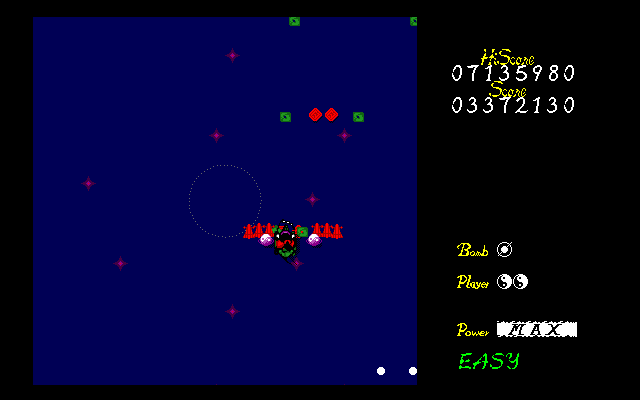 HiScore
07135980
Score
03372130
Bomb
Player
Power MAX
EASY